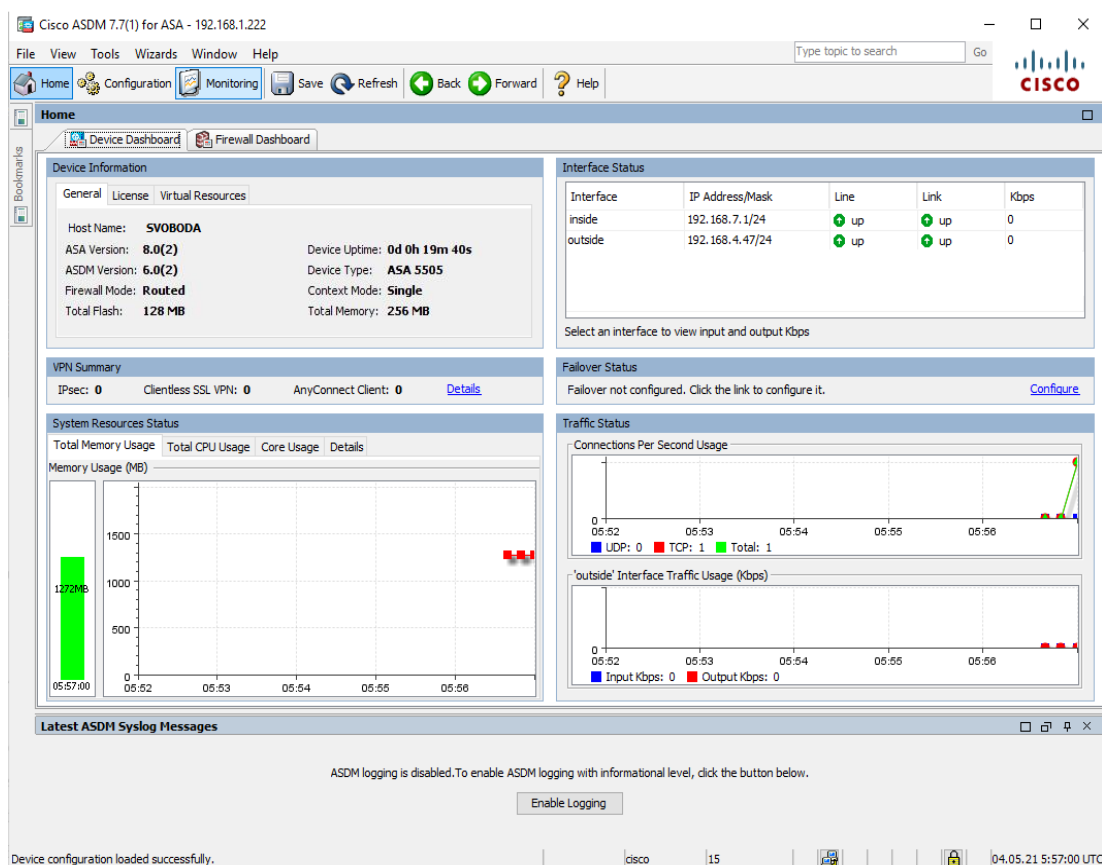 Cisco ASDM 7.7(1) for ASA - 192.168.1.222
File View Tools Wizards Window Help
Type topic to search Go
Home Configuration Monitoring Save Refresh Back Forward Help
CISCO
Bookmarks
Home
Device Dashboard Firewall Dashboard
Device Information
General License Virtual Resources
Host Name: SVOBODA
ASA Version: 8.0(2) Device Uptime: 0d 0h 19m 40s
ASDM Version: 6.0(2) Device Type: ASA 5505
Firewall Mode: Routed Context Mode: Single
Total Flash: 128 MB Total Memory: 256 MB
Interface Status
Interface IP Address/Mask Line Link Kbps
inside 192.168.7.1/24 up up 0
outside 192.168.4.47/24 up up 0
Select an interface to view input and output Kbps
VPN Summary
IPsec: 0 Clientless SSL VPN: 0 AnyConnect Client: 0 Details
Failover Status
Failover not configured. Click the link to configure it. Configure
System Resources Status
Total Memory Usage Total CPU Usage Core Usage Details
Memory Usage (MB)
1272MB
05:57:00
1500
1000
500
0
05:52 05:53 05:54 05:55 05:56
Traffic Status
Connections Per Second Usage
0
05:52 05:53 05:54 05:55 05:56
UDP: 0 TCP: 1 Total: 1
'outside' Interface Traffic Usage (Kbps)
0
05:52 05:53 05:54 05:55 05:56
Input Kbps: 0 Output Kbps: 0
Latest ASDM Syslog Messages
ASDM logging is disabled.To enable ASDM logging with informational level, click the button below.
Enable Logging
Device configuration loaded successfully. cisco 15 04.05.21 5:57:00 UTC